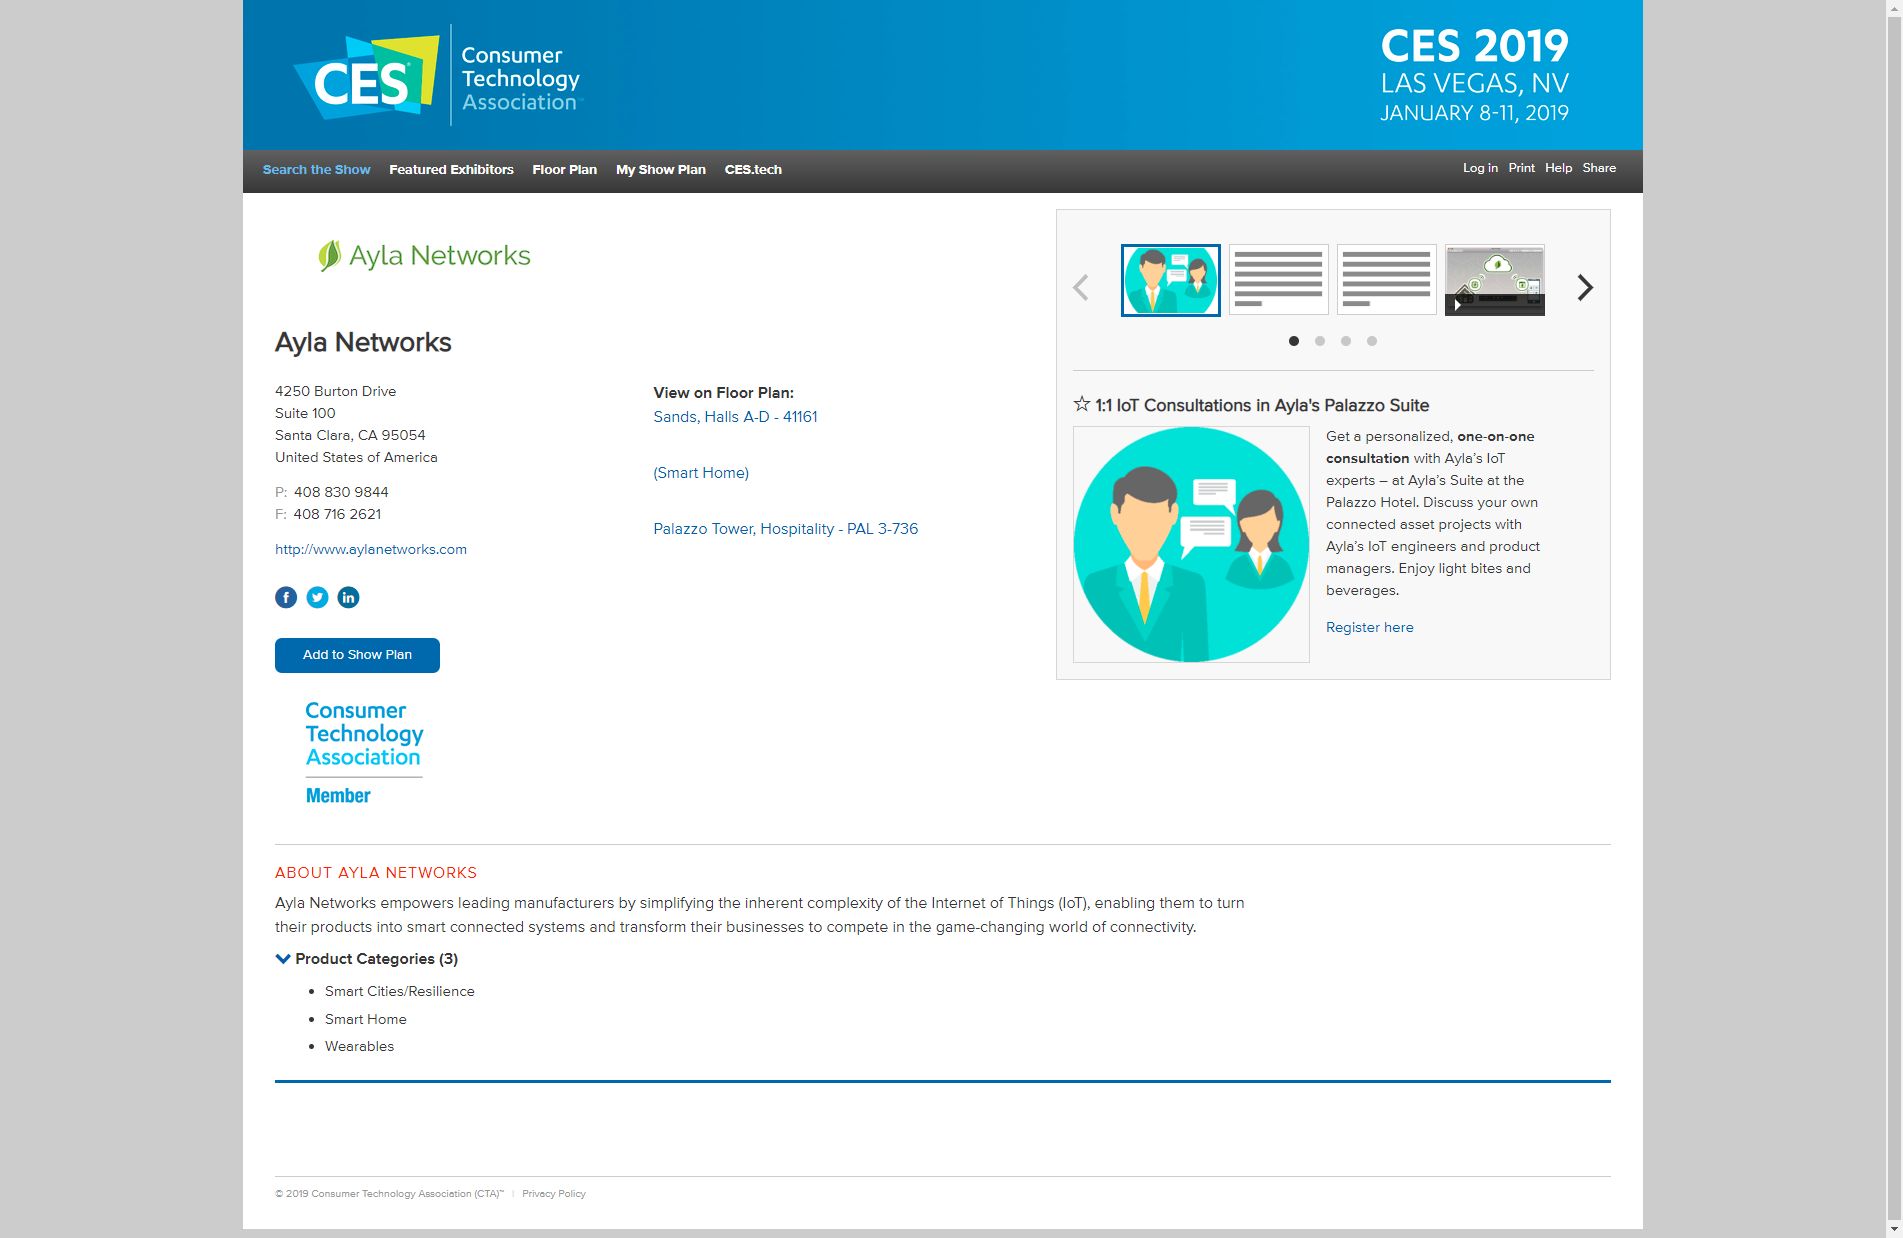 CES
Consumer
Technology
Association
CES 2019
LAS VEGAS, NV
JANUARY 8-11, 2019
Search the Show Featured Exhibitors Floor Plan My Show Plan CES.tech
Log in Print Help Share
Ayla Networks
Ayla Networks
4250 Burton Drive
Suite 100
Santa Clara, CA 95054
United States of America
P: 408 830 9844
F: 408 716 2621
http://www.aylanetworks.com
f in
Add to Show Plan
Consumer
Technology
Association
Member
View on Floor Plan:
Sands, Halls A-D - 41161
(Smart Home)
Palazzo Tower, Hospitality - PAL 3-736
1:1 IoT Consultations in Ayla's Palazzo Suite
Get a personalized, one-on-one
consultation with Ayla’s IoT
experts – at Ayla’s Suite at the
Palazzo Hotel. Discuss your own
connected asset projects with
Ayla’s IoT engineers and product
managers. Enjoy light bites and
beverages.
Register here
ABOUT AYLA NETWORKS
Ayla Networks empowers leading manufacturers by simplifying the inherent complexity of the Internet of Things (IoT), enabling them to turn
their products into smart connected systems and transform their businesses to compete in the game-changing world of connectivity.
Product Categories (3)
• Smart Cities/Resilience
• Smart Home
• Wearables
© 2019 Consumer Technology Association (CTA)™ | Privacy Policy